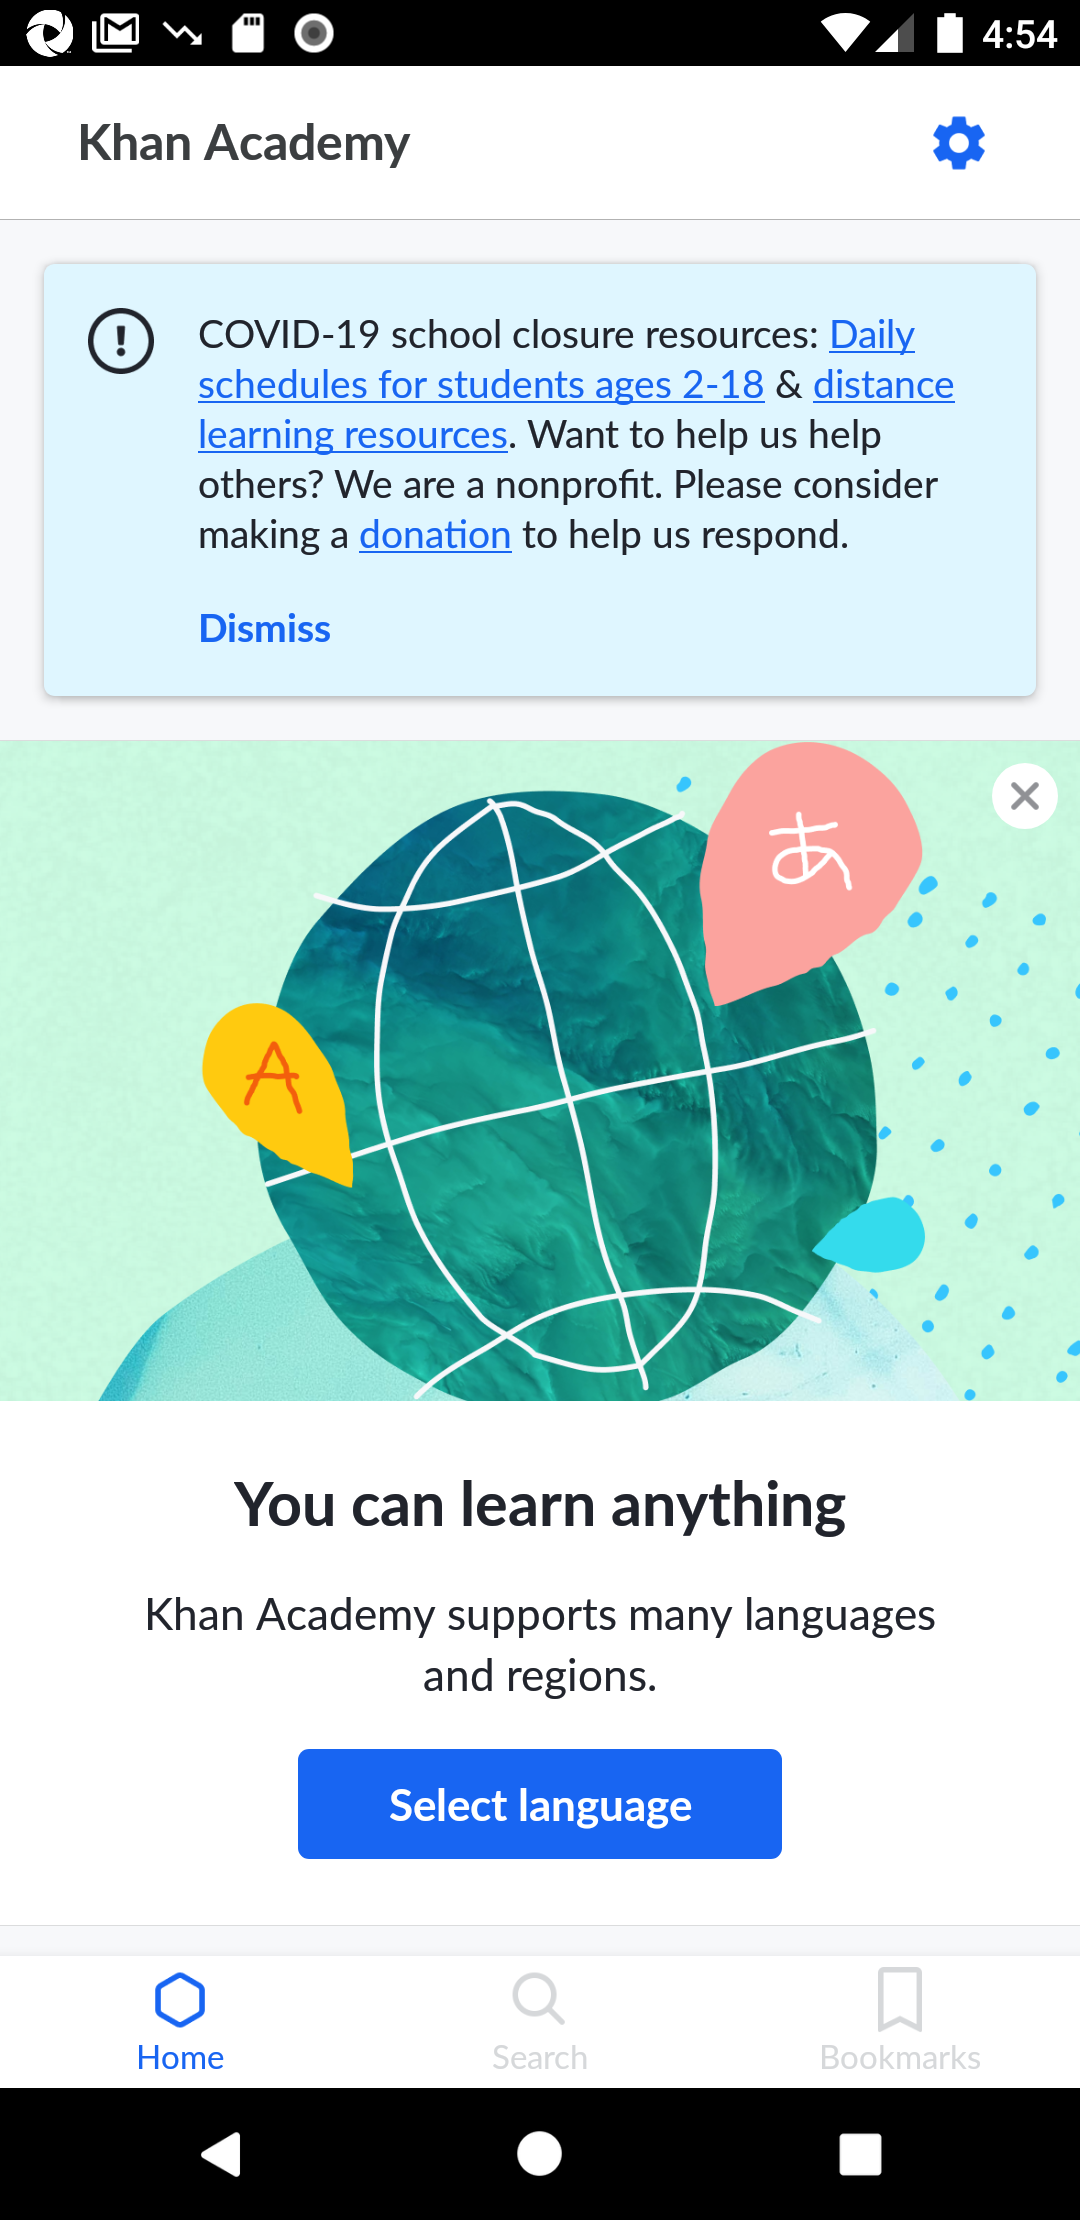 4:54
Khan Academy
COVID-19 school closure resources: Daily
schedules for students ages 2-18 & distance
learning resources. Want to help us help
others? We are a nonprofit. Please consider
making a donation to help us respond.
Dismiss
あ
A
You can learn anything
Khan Academy supports many languages
and regions.
Select language
Home
Search
Bookmarks